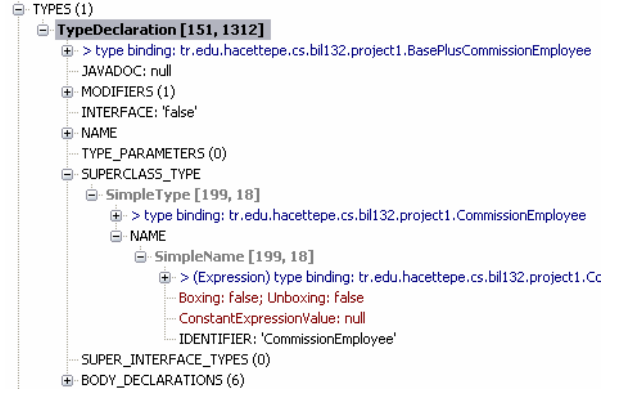 TYPES (1)
TypeDeclaration [151, 1312]
> type binding: tr.edu.hacettepe.cs.bil132.project1.BasePlusCommissionEmployee
JAVADOC: null
MODIFIERS (1)
INTERFACE: 'false'
NAME
TYPE_PARAMETERS (0)
SUPERCLASS_TYPE
SimpleType [199, 18]
> type binding: tr.edu.hacettepe.cs.bil132.project1.CommissionEmployee
NAME
SimpleName [199, 18]
> (Expression) type binding: tr.edu.hacettepe.cs.bil132.project1.Co
Boxing: false; Unboxing: false
ConstantExpressionValue: null
IDENTIFIER: 'CommissionEmployee'
SUPER_INTERFACE_TYPES (0)
BODY_DECLARATIONS (6)